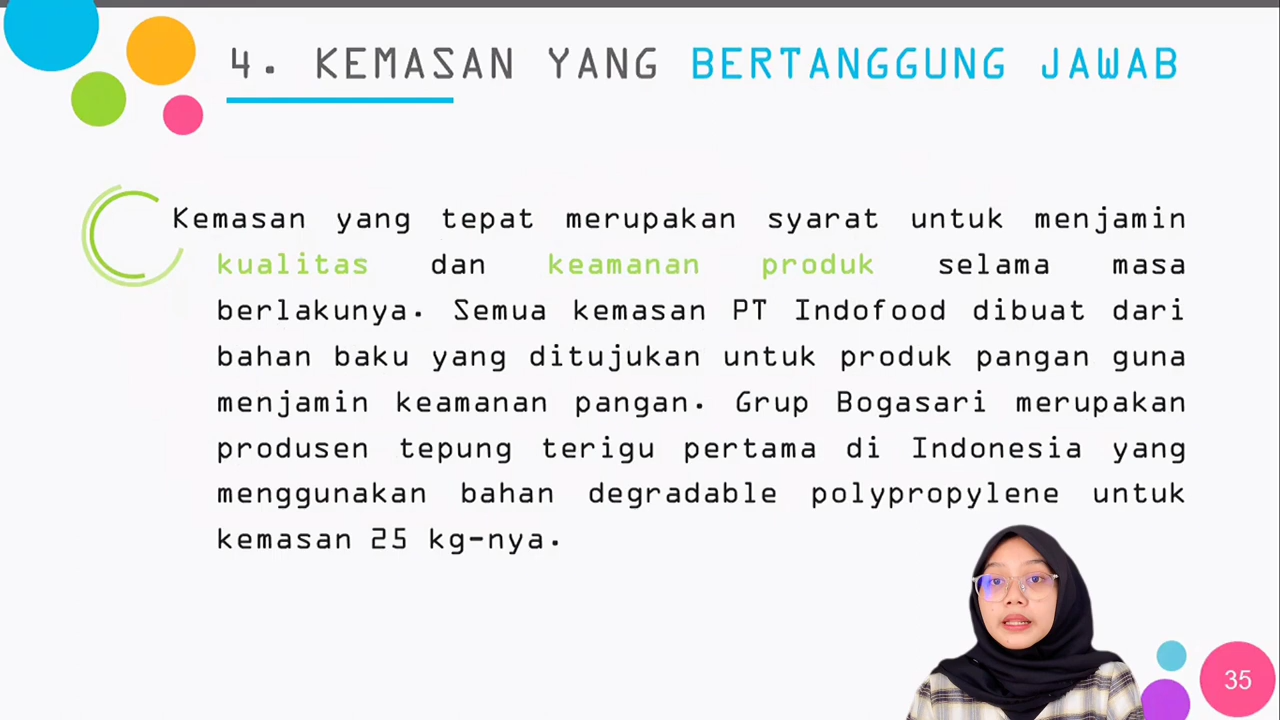 4. KEMASAN YANG BERTANGGUNG JAWAB
Kemasan yang tepat merupakan syarat untuk menjamin
kualitas dan keamanan produk selama masa
berlakunya. Semua kemasan PT Indofood dibuat dari
bahan baku yang ditujukan untuk produk pangan guna
menjamin keamanan pangan. Grup Bogasari merupakan
produsen tepung terigu pertama di Indonesia yang
menggunakan bahan degradable polypropylene untuk
kemasan 25 kg-nya.
35